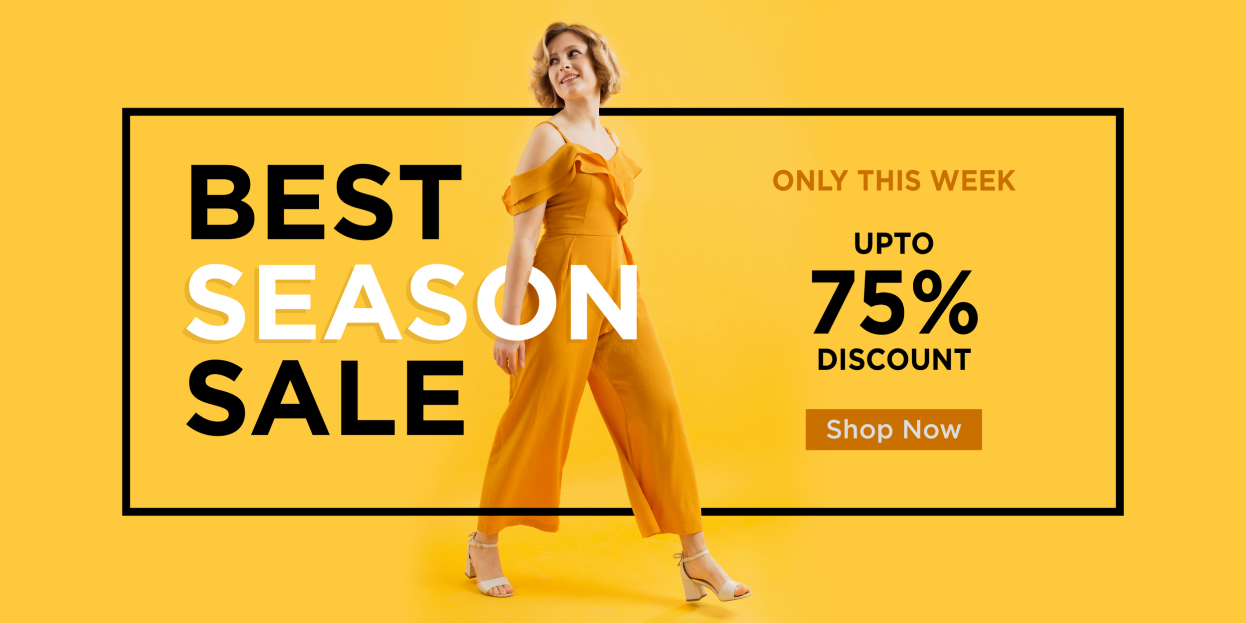 BEST
SEASON
SALE
ONLY THIS WEEK
UPTO
75%
DISCOUNT
Shop Now